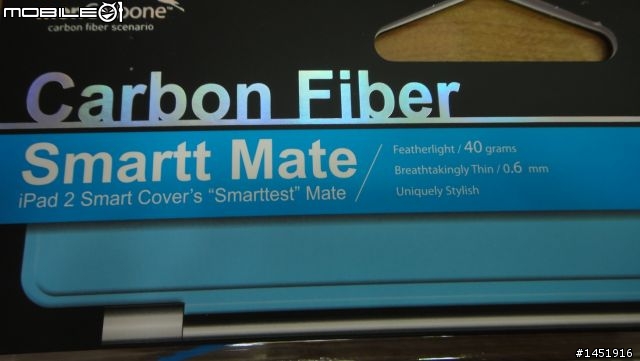 MOBILE01
carbon fiber scenario
Carbon Fiber
Smartt Mate
iPad 2 Smart Cover's "Smarttest" Mate
Featherlight / 40 grams
Breathtakingly Thin / 0.6 mm
Uniquely Stylish
#1451916